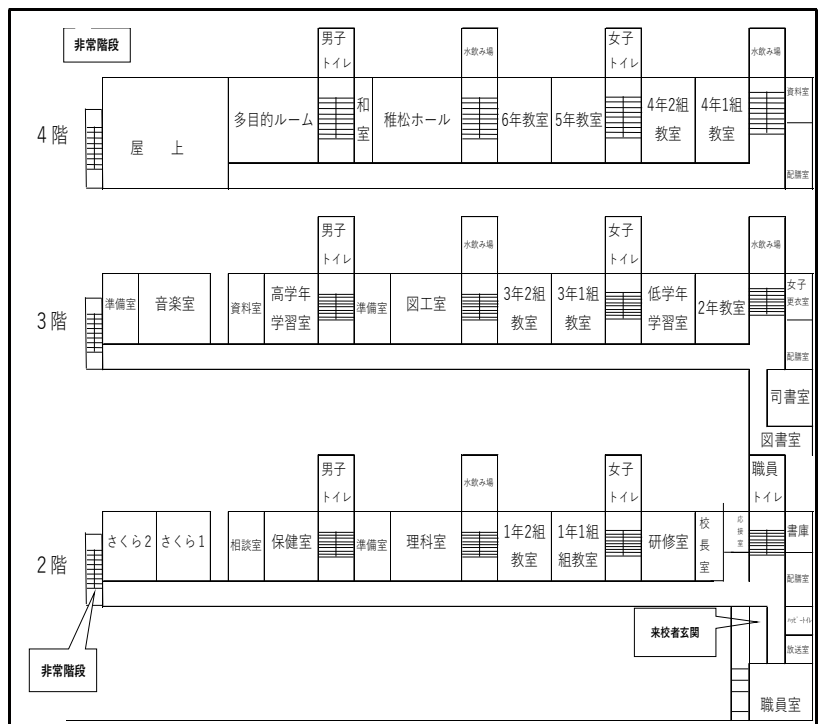 非常階段
男子
トイレ
水飲み場
女子
トイレ
水飲み場
4階
屋 上
多目的ルーム
和
室
稚松ホール
6年教室
5年教室
4年2組
教室
4年1組
教室
資料室
配膳室
男子
トイレ
水飲み場
女子
トイレ
水飲み場
3階
準備室
音楽室
資料室
高学年
学習室
準備室
図工室
3年2組
教室
3年1組
教室
低学年
学習室
2年教室
女子
更衣室
配膳室
司書室
図書室
男子
トイレ
水飲み場
女子
トイレ
職員
トイレ
2階
さくら2
さくら1
相談室
保健室
準備室
理科室
1年2組
教室
1年1組
組教室
研修室
校
長
室
応
接
室
書庫
配膳室
放送室
来校者玄関
非常階段
職員室